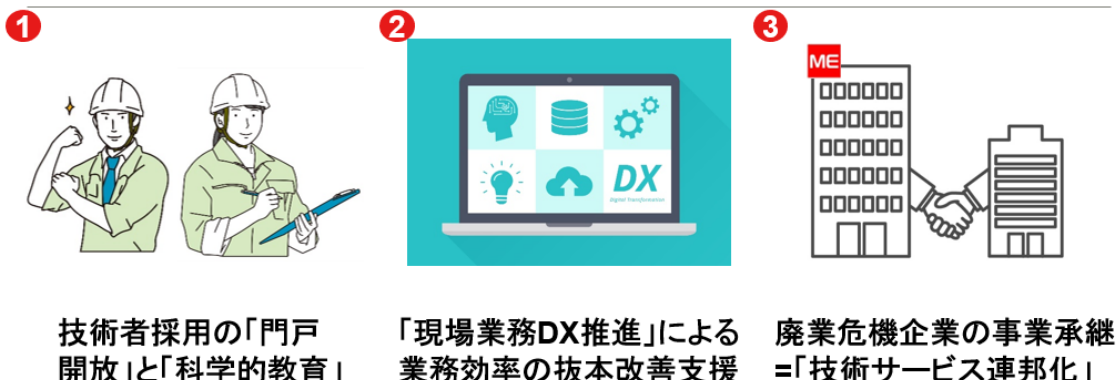 1
2
3
ME
DX
Digital Transformation
技術者採用の「門戸
開放」と「科学的教育」
「現場業務DX推進」による
業務効率の抜本改善支援
廃業危機企業の事業承継
=「技術サービス連邦化」